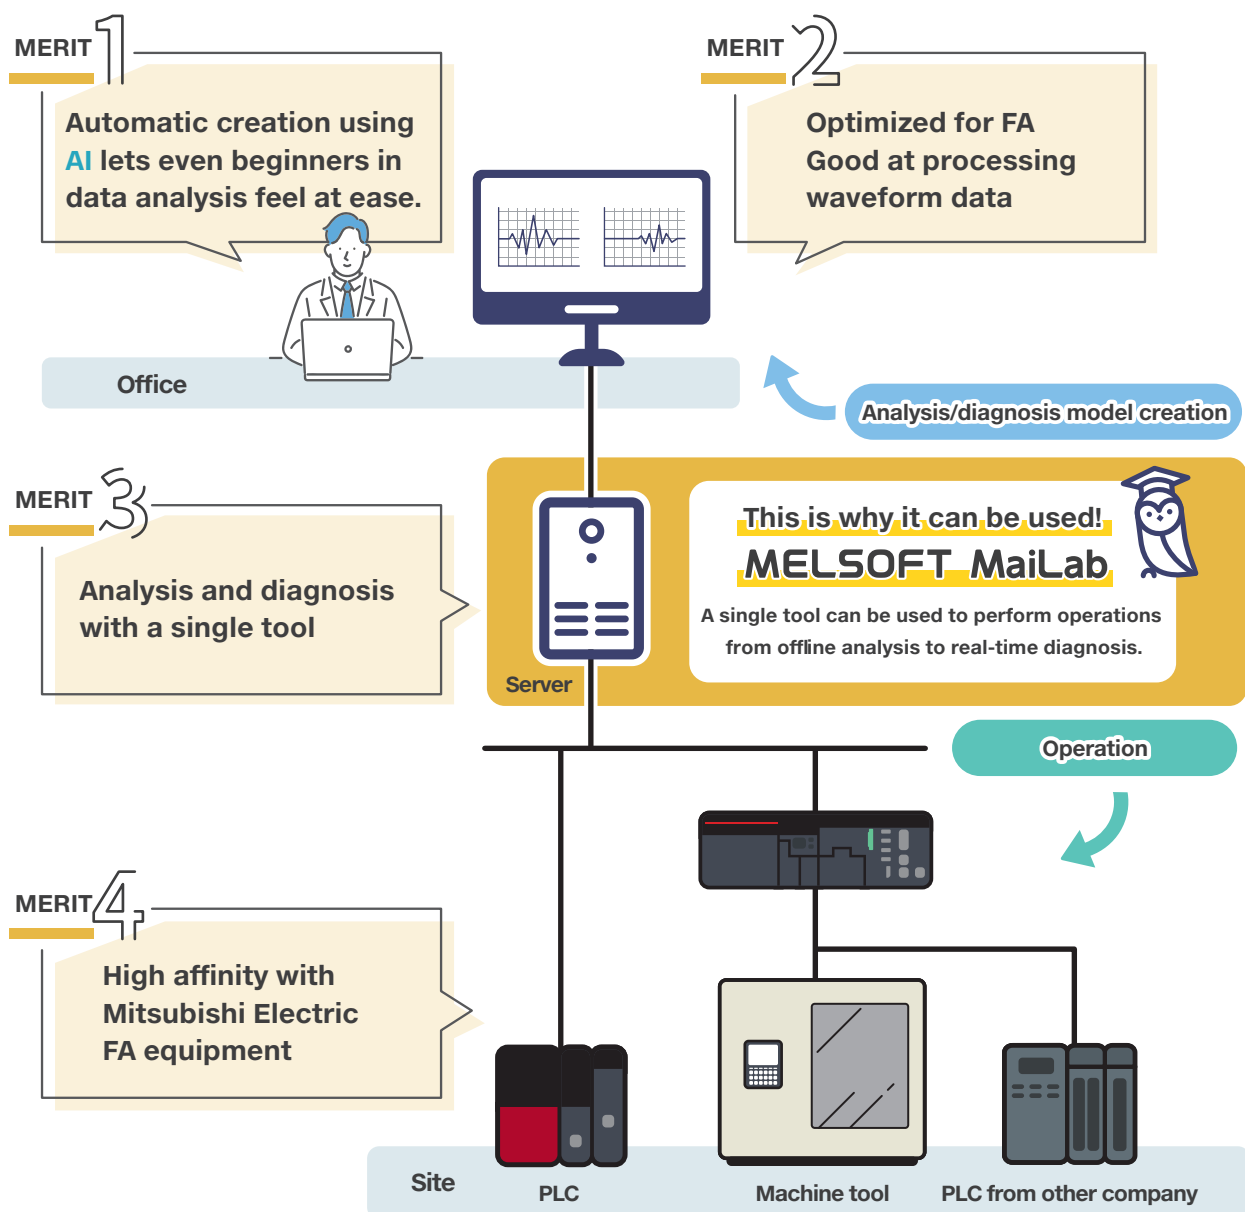 MERIT 1
Automatic creation using
AI lets even beginners in
data analysis feel at ease.
MERIT 2
Optimized for FA
Good at processing
waveform data
Office
Analysis/diagnosis model creation
MERIT 3
Analysis and diagnosis
with a single tool
This is why it can be used!
MELSOFT MaiLab
A single tool can be used to perform operations
from offline analysis to real-time diagnosis.
Server
Operation
MERIT 4
High affinity with
Mitsubishi Electric
FA equipment
Site
PLC
Machine tool
PLC from other company